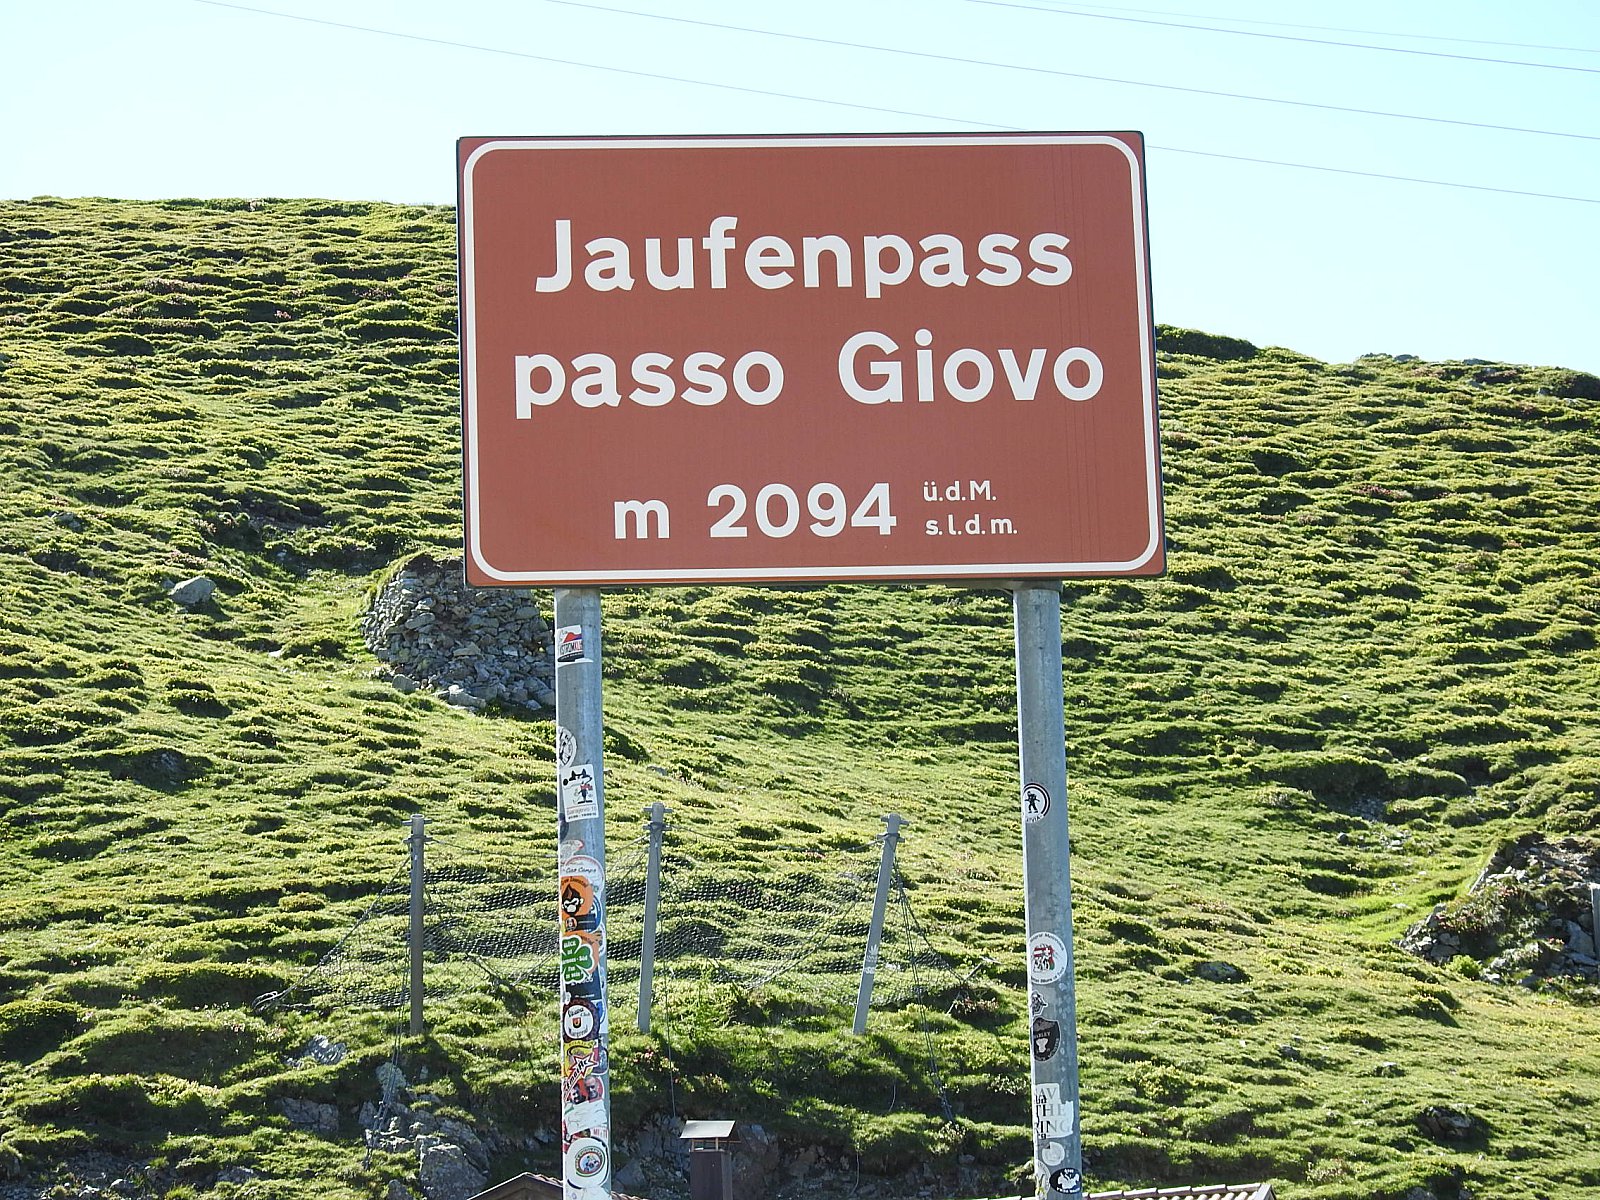 Jaufenpass
passo Giovo
m 2094 ü.d.M.
s.l.d.m.